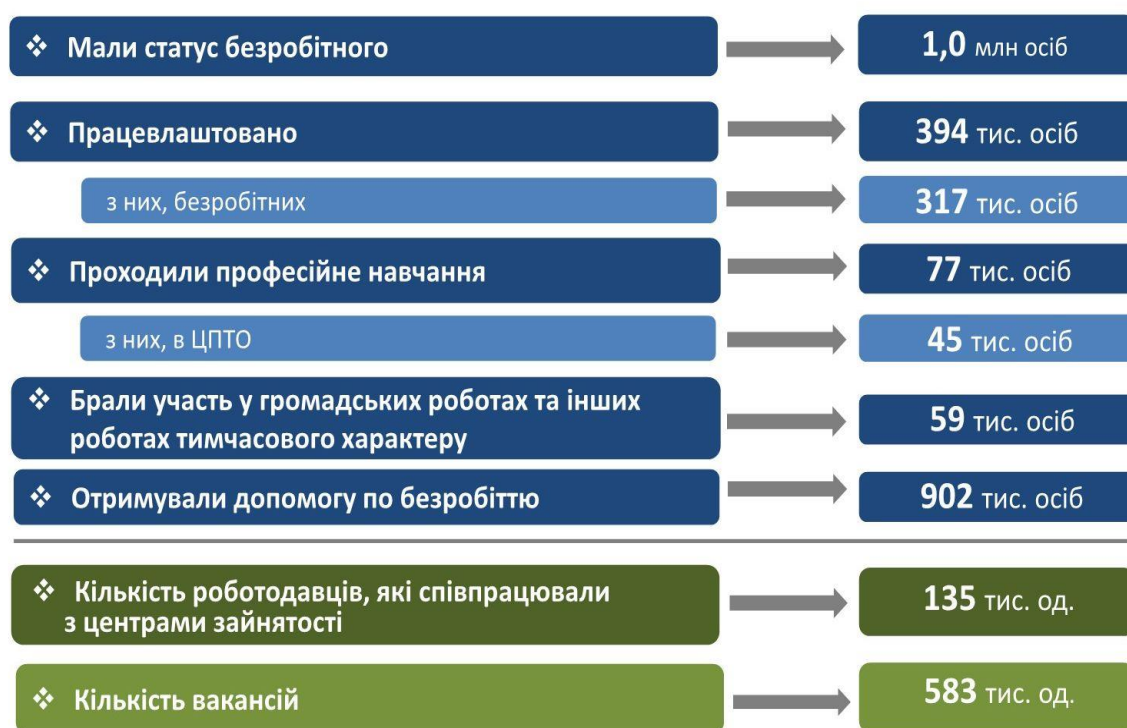 ❖ Мали статус безробітного
1,0 млн осіб
❖ Працевлаштовано
394 тис. осіб
з них, безробітних
317 тис. осіб
❖ Проходили професійне навчання
77 тис. осіб
з них, в ЦПТО
45 тис. осіб
❖ Брали участь у громадських роботах та інших
роботах тимчасового характеру
59 тис. осіб
❖ Отримували допомогу по безробіттю
902 тис. осіб
❖ Кількість роботодавців, які співпрацювали
з центрами зайнятості
135 тис. од.
❖ Кількість вакансій
583 тис. од.